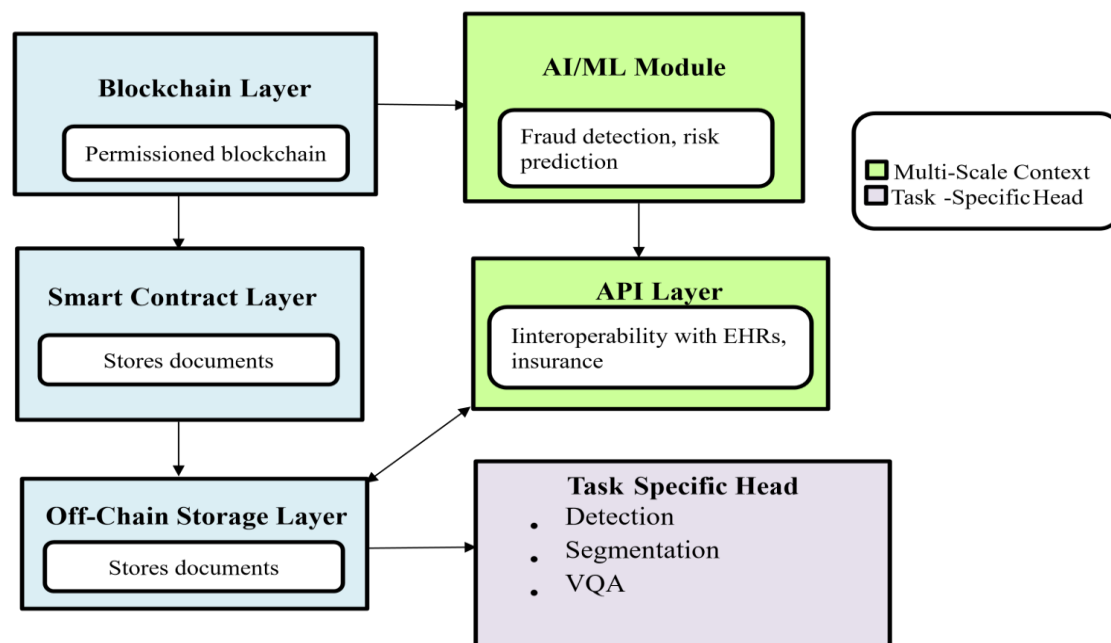 Blockchain Layer
Permissioned blockchain
AI/ML Module
Fraud detection, risk
prediction
Multi-Scale Context
Task -Specific Head
Smart Contract Layer
Stores documents
API Layer
Iinteroperability with EHRs,
insurance
Off-Chain Storage Layer
Stores documents
Task Specific Head
. Detection
. Segmentation
. VQA